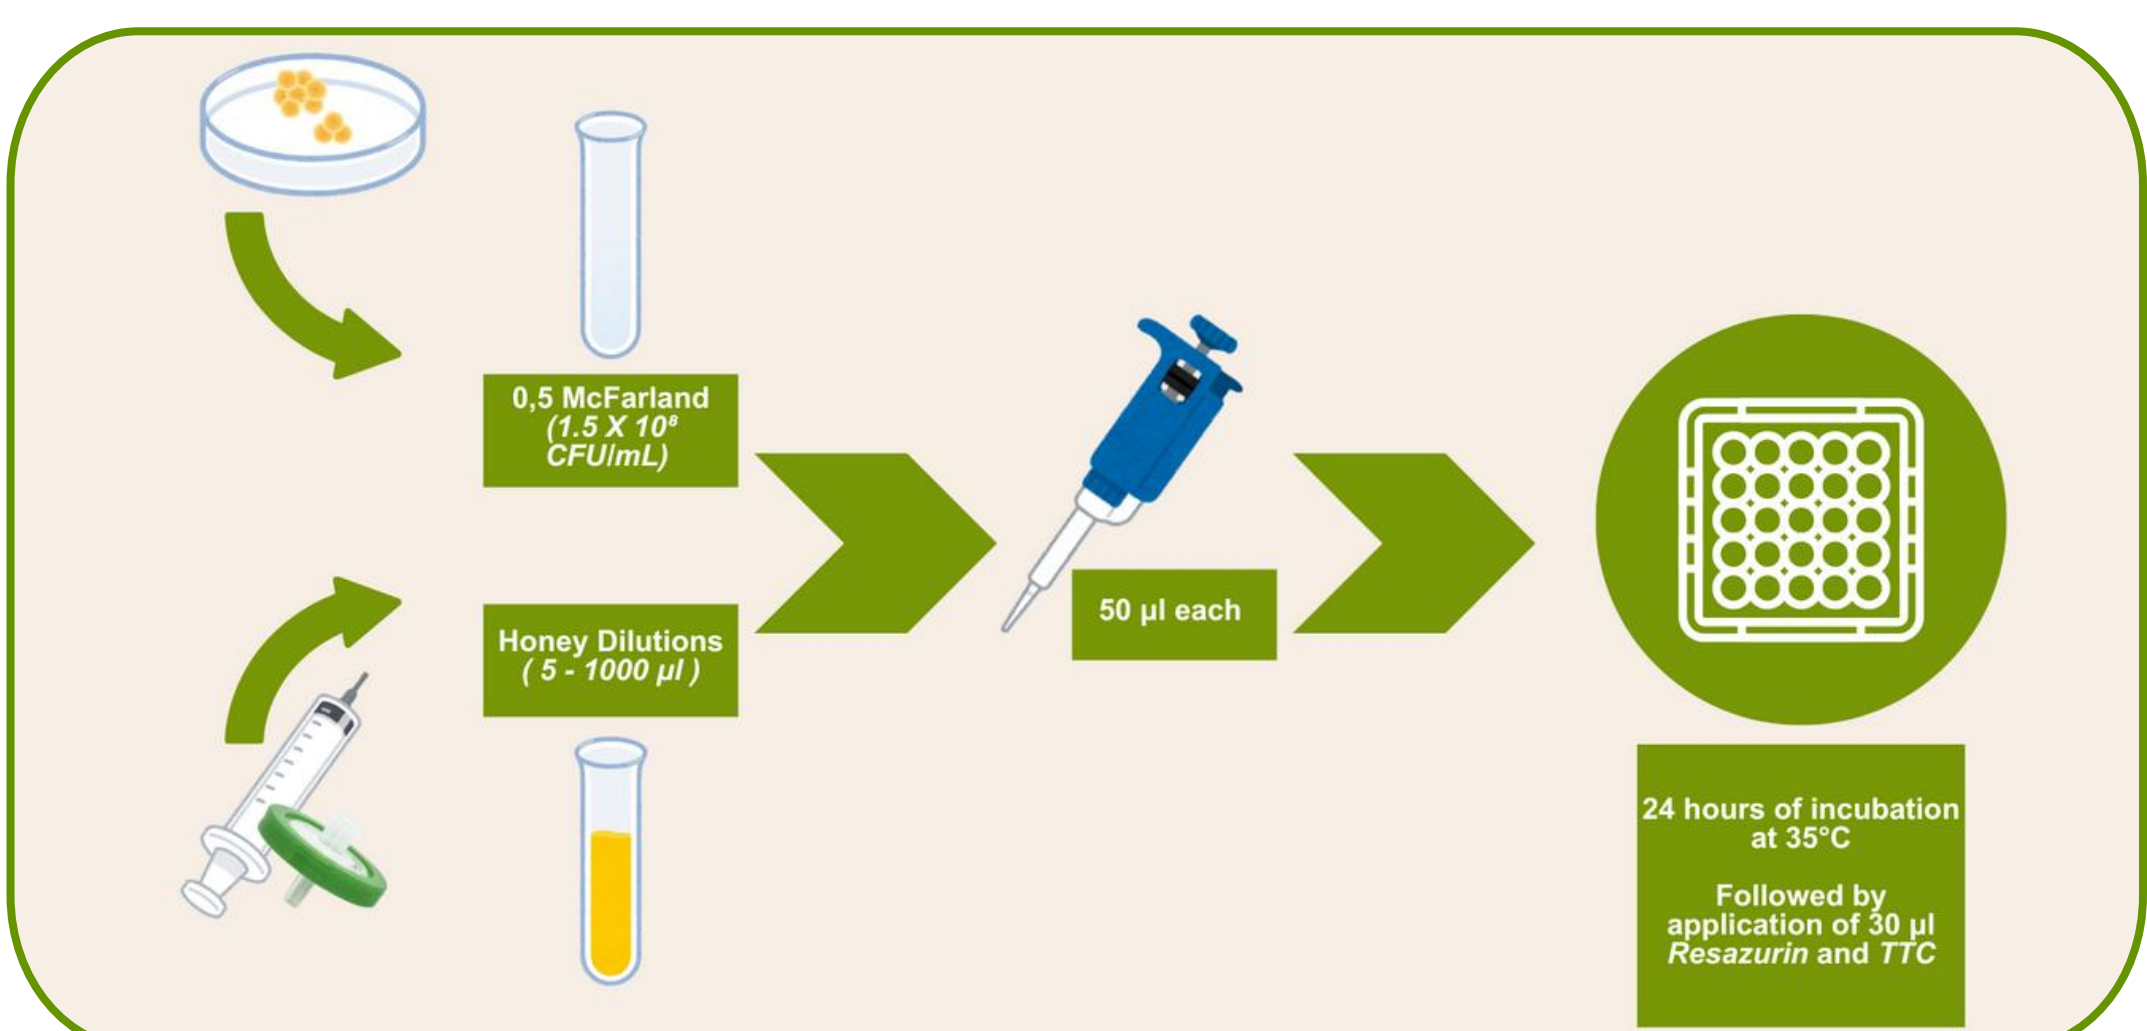 0,5 McFarland
(1.5 X 10⁸
CFU/mL)
Honey Dilutions
( 5 - 1000 µl )
50 µl each
24 hours of incubation
at 35°C
Followed by
application of 30 µl
Resazurin and TTC